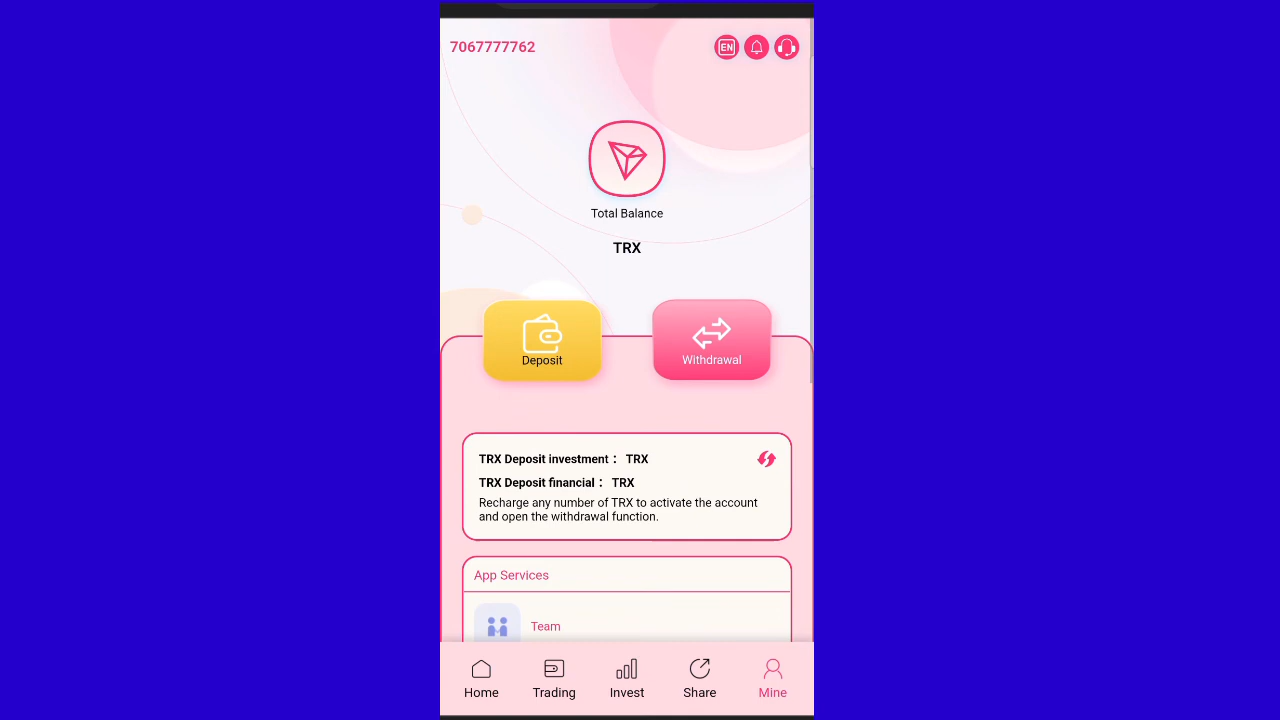 7067777762
EN
Total Balance
TRX
Deposit
Withdrawal
TRX Deposit investment： TRX
TRX Deposit financial： TRX
Recharge any number of TRX to activate the account
and open the withdrawal function.
App Services
Team
Home
Trading
Invest
Share
Mine